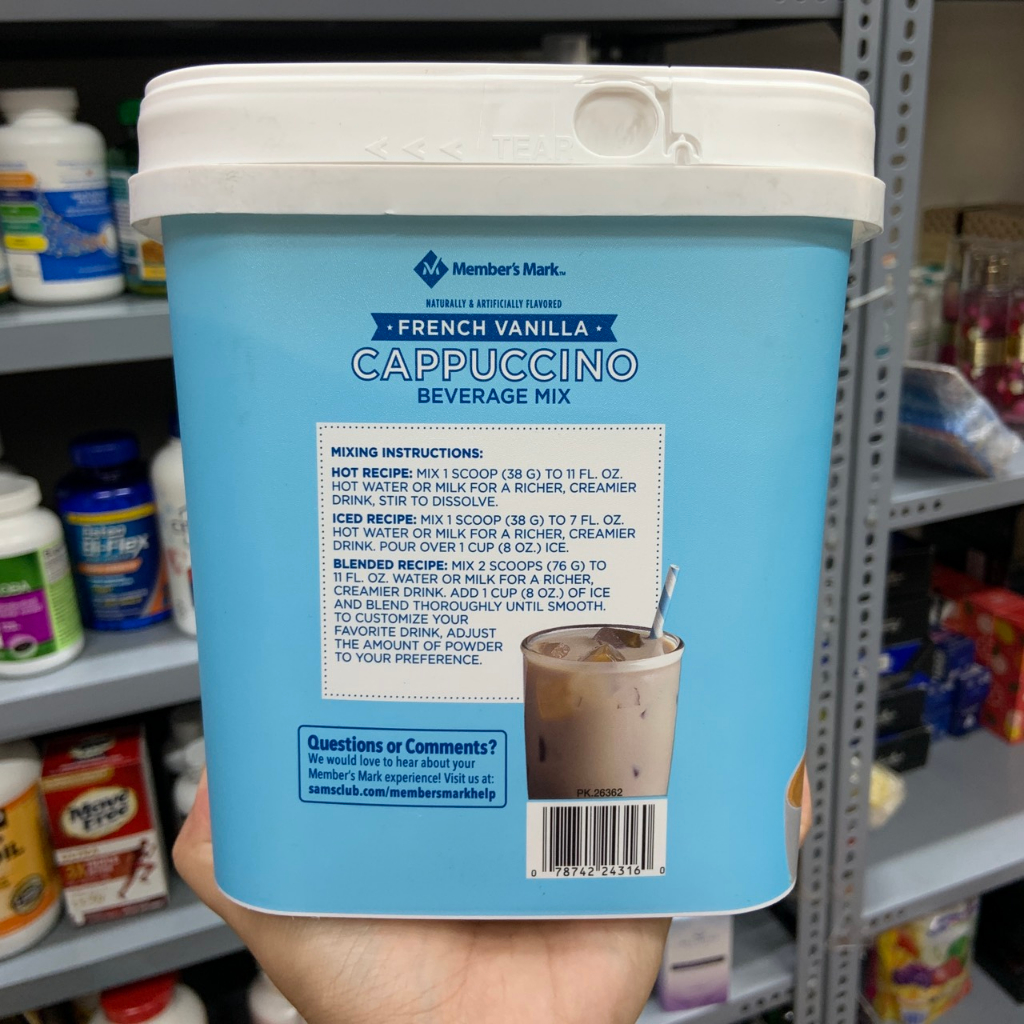 TEAR
Member's Mark™
NATURALLY & ARTIFICIALLY FLAVORED
FRENCH VANILLA
CAPPUCCINO
BEVERAGE MIX
MIXING INSTRUCTIONS:
HOT RECIPE: MIX 1 SCOOP (38 G) TO 11 FL. OZ.
HOT WATER OR MILK FOR A RICHER, CREAMIER
DRINK, STIR TO DISSOLVE.
ICED RECIPE: MIX 1 SCOOP (38 G) TO 7 FL. OZ.
HOT WATER OR MILK FOR A RICHER, CREAMIER
DRINK. POUR OVER 1 CUP (8 OZ.) ICE.
BLENDED RECIPE: MIX 2 SCOOPS (76 G) TO
11 FL. OZ. WATER OR MILK FOR A RICHER,
CREAMIER DRINK. ADD 1 CUP (8 OZ.) OF ICE
AND BLEND THOROUGHLY UNTIL SMOOTH.
TO CUSTOMIZE YOUR
FAVORITE DRINK, ADJUST
THE AMOUNT OF POWDER
TO YOUR PREFERENCE.
Questions or Comments?
We would love to hear about your
Member's Mark experience! Visit us at:
samsclub.com/membersmarkhelp
PK.26362
0 78742 24316 0
Bi-Flex
Move
Free